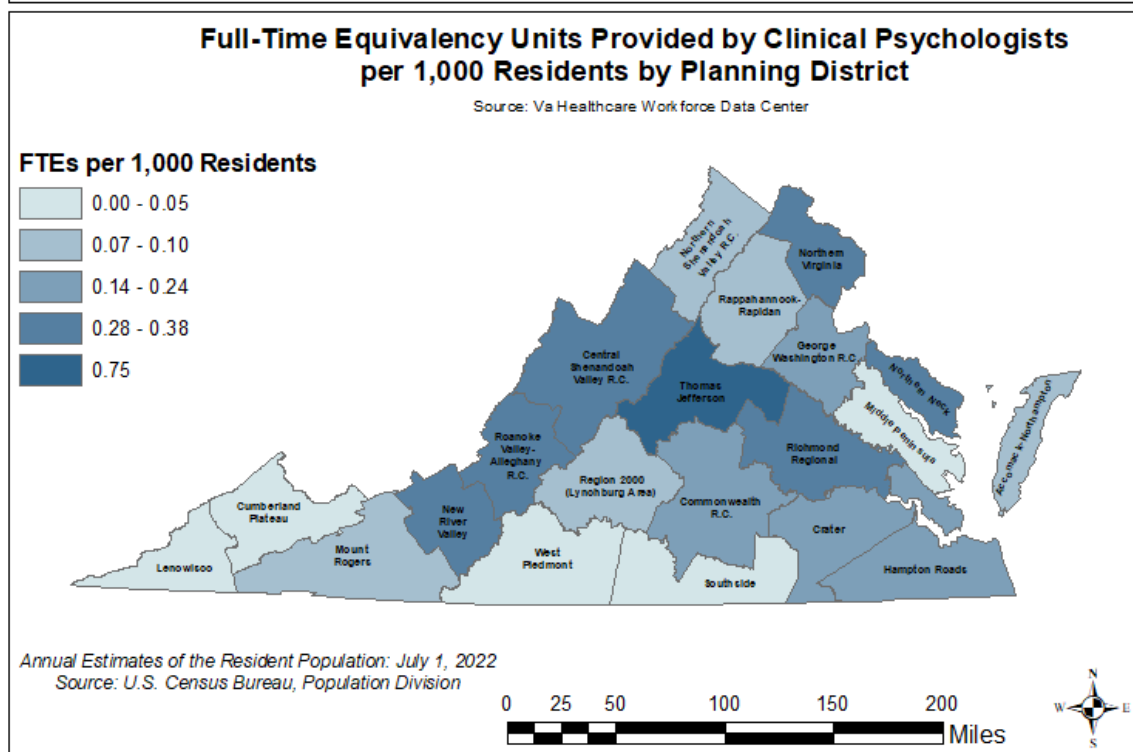 Full-Time Equivalency Units Provided by Clinical Psychologists
per 1,000 Residents by Planning District
Source: Va Healthcare Workforce Data Center
FTEs per 1,000 Residents
0.00 - 0.05
0.07 - 0.10
0.14 - 0.24
0.28 - 0.38
0.75
Northern
Shenandoah
Valley R.C.
Northern
Virginia
Rappahannook-
Rapidan
George
Washington R.C.
Central
Shenandoah
Valley R.C.
Northern Neck
Thomas
Jefferson
Middle Peninsula
Accomack-Northampton
Roanoke
Valley-
Alleghany
R.C.
Richmond
Regional
Region 2000
(Lynohburg Area)
Commonwealth
R.C.
Cumberland
Plateau
New
River
Valley
Crater
Mount
Rogers
West
Piedmont
Lenowisoo
Southside
Hampton Roads
Annual Estimates of the Resident Population: July 1, 2022
Source: U.S. Census Bureau, Population Division
N
W E
S
0 25 50 100 150 200
Miles